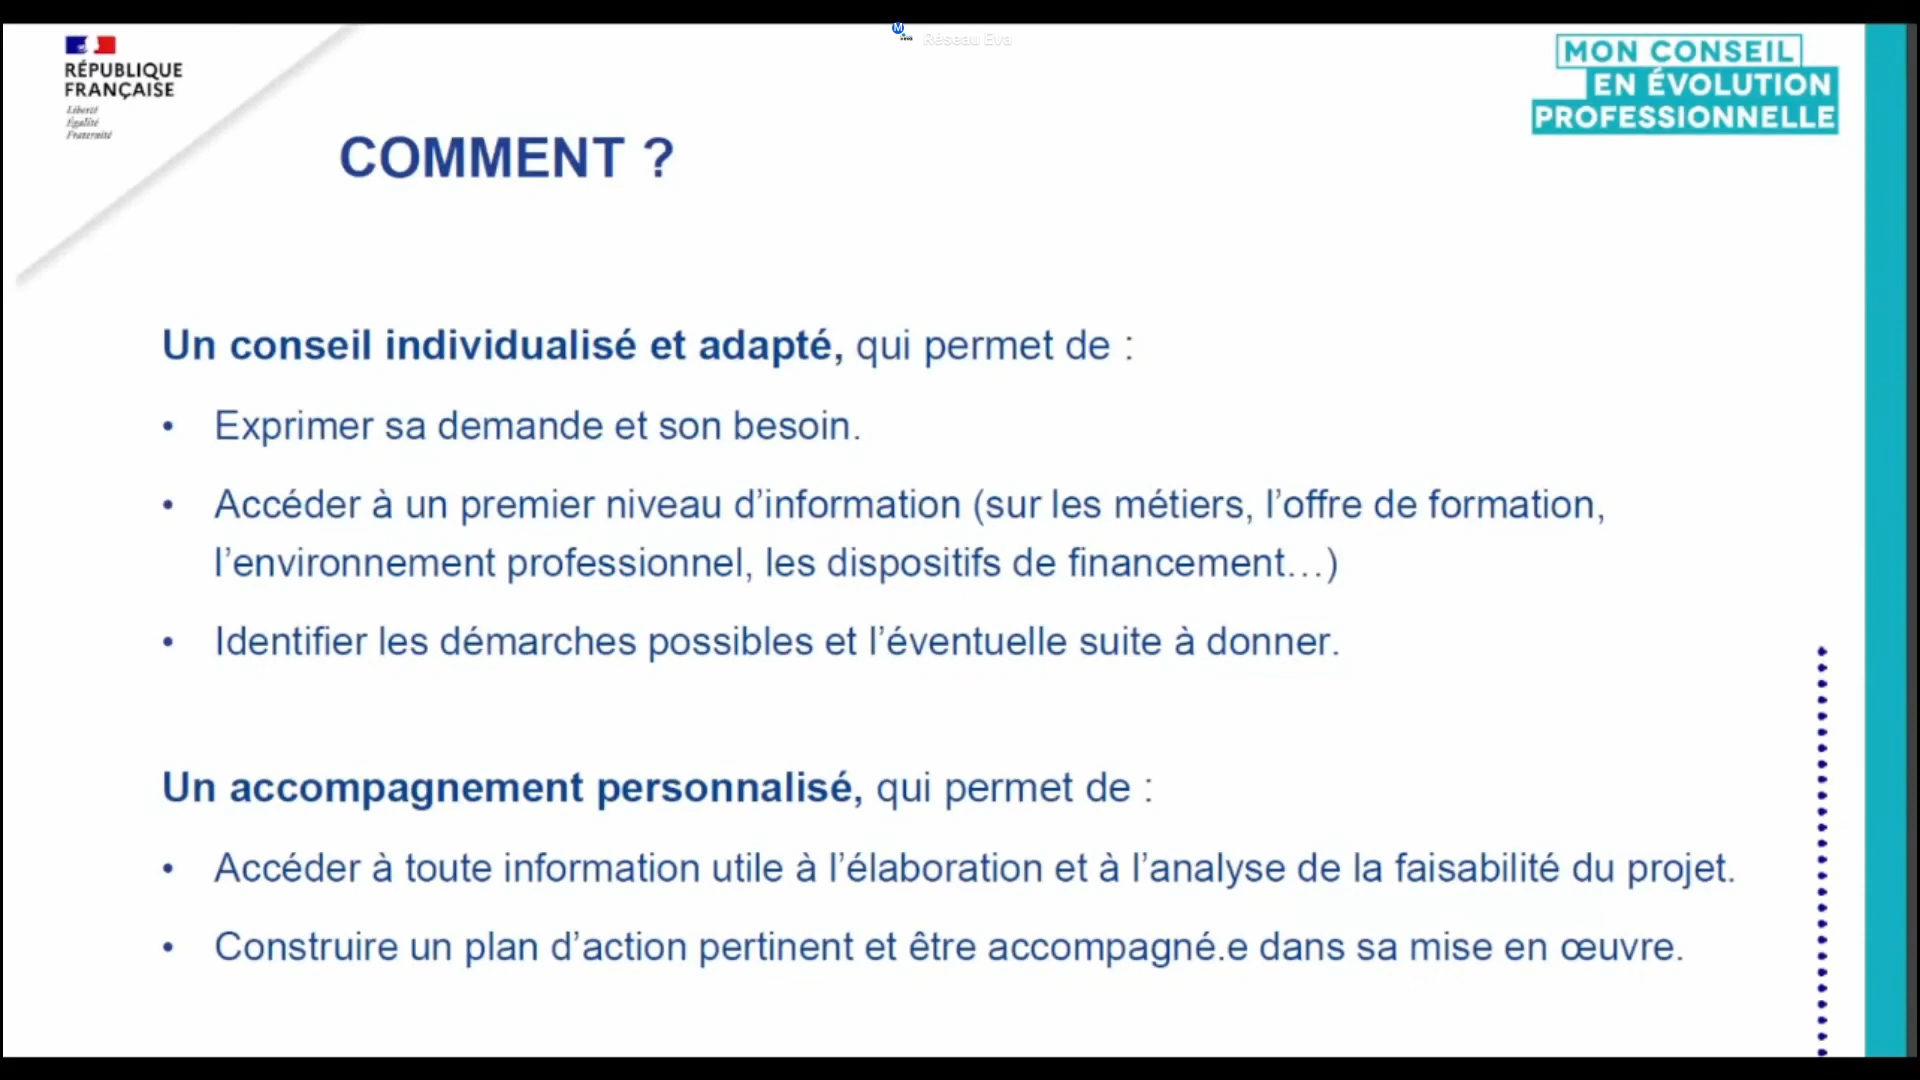 RÉPUBLIQUE
FRANÇAISE
Liberté
Égalité
Fraternité
Réseau Eva
MON CONSEIL
EN ÉVOLUTION
PROFESSIONNELLE
COMMENT ?
Un conseil individualisé et adapté, qui permet de :
• Exprimer sa demande et son besoin.
• Accéder à un premier niveau d’information (sur les métiers, l’offre de formation,
l’environnement professionnel, les dispositifs de financement…)
• Identifier les démarches possibles et l’éventuelle suite à donner.
Un accompagnement personnalisé, qui permet de :
• Accéder à toute information utile à l’élaboration et à l’analyse de la faisabilité du projet.
• Construire un plan d’action pertinent et être accompagné.e dans sa mise en œuvre.